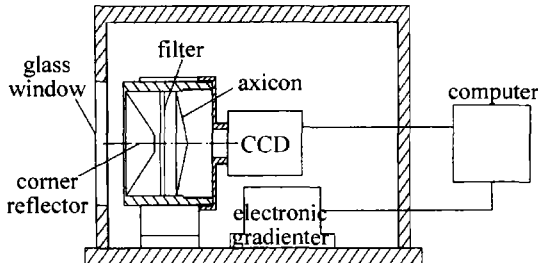 filter
glass
window
axicon
computer
CCD
corner
reflector
electronic
gradienter